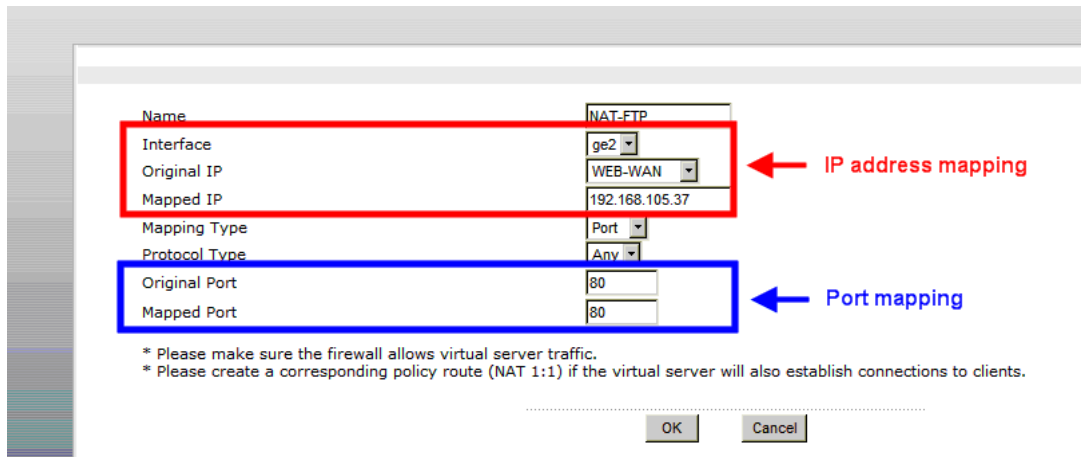 Name NAT-FTP
Interface ge2
Original IP WEB-WAN
IP address mapping
Mapped IP 192.168.105.37
Mapping Type Port
Protocol Type Any
Original Port 80
Port mapping
Mapped Port 80
* Please make sure the firewall allows virtual server traffic.
* Please create a corresponding policy route (NAT 1:1) if the virtual server will also establish connections to clients.
OK Cancel